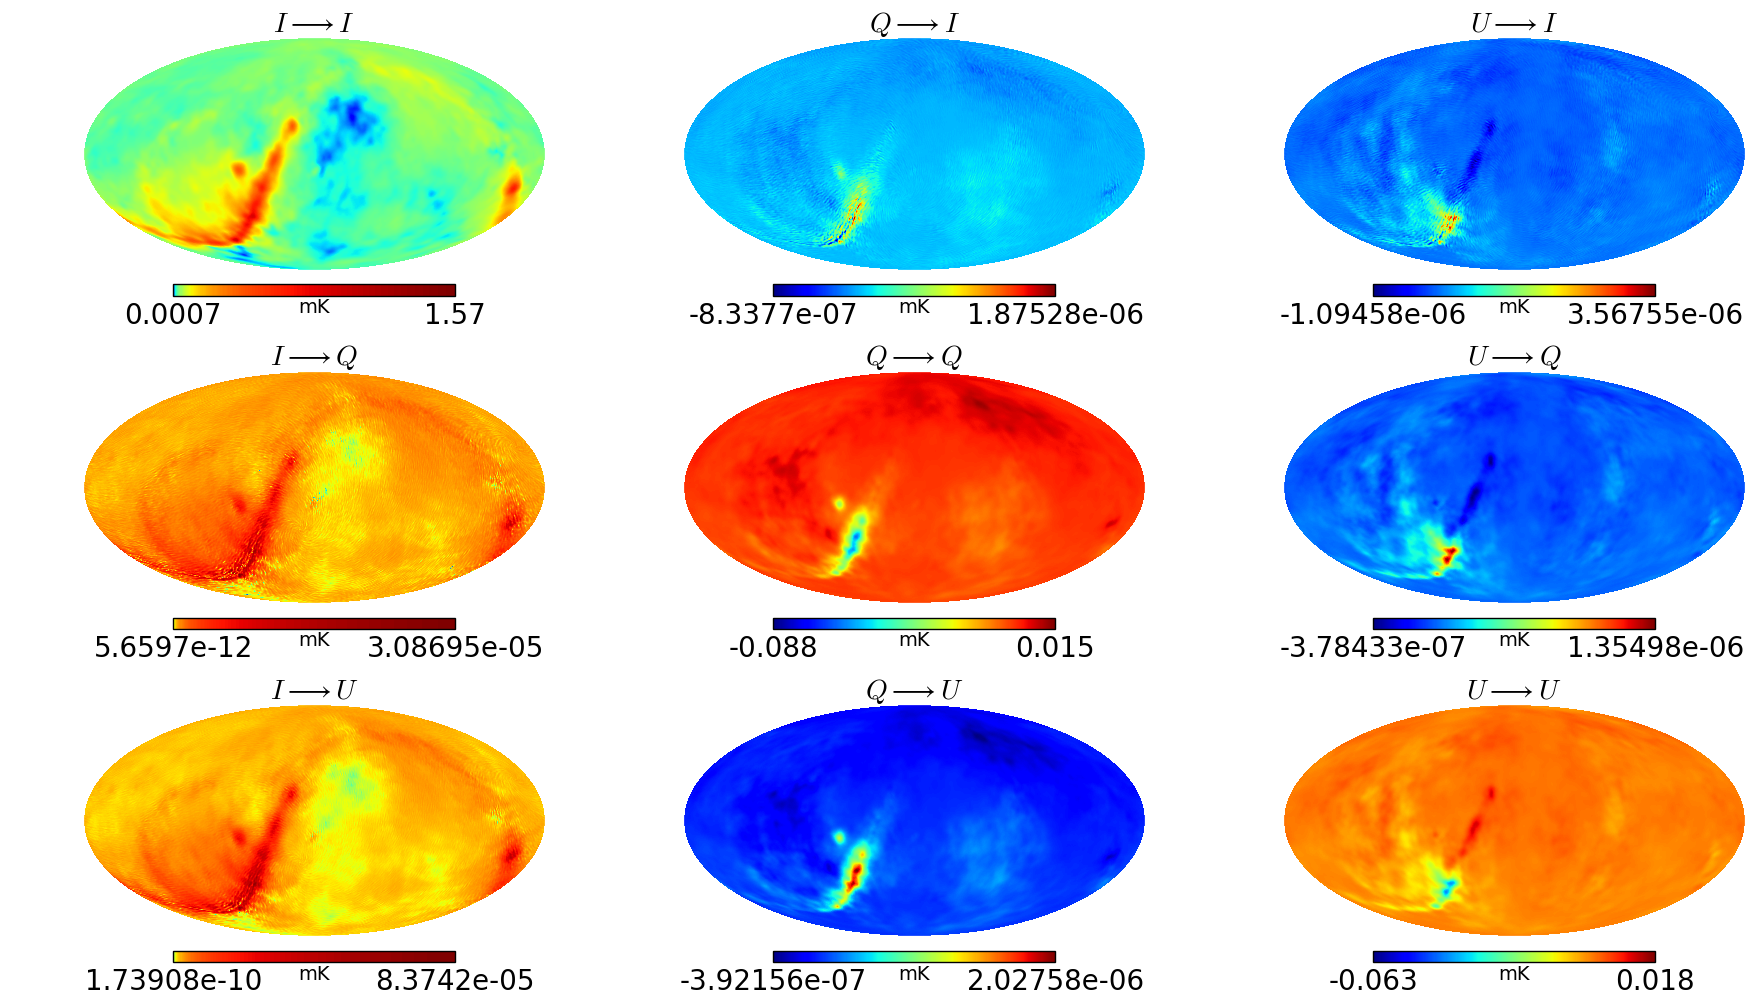 I ⟶ I
Q ⟶ I
U ⟶ I
0.0007 mK 1.57
-8.3377e-07 mK 1.87528e-06
-1.09458e-06 mK 3.56755e-06
I ⟶ Q
Q ⟶ Q
U ⟶ Q
5.6597e-12 mK 3.08695e-05
-0.088 mK 0.015
-3.78433e-07 mK 1.35498e-06
I ⟶ U
Q ⟶ U
U ⟶ U
1.73908e-10 mK 8.3742e-05
-3.92156e-07 mK 2.02758e-06
-0.063 mK 0.018